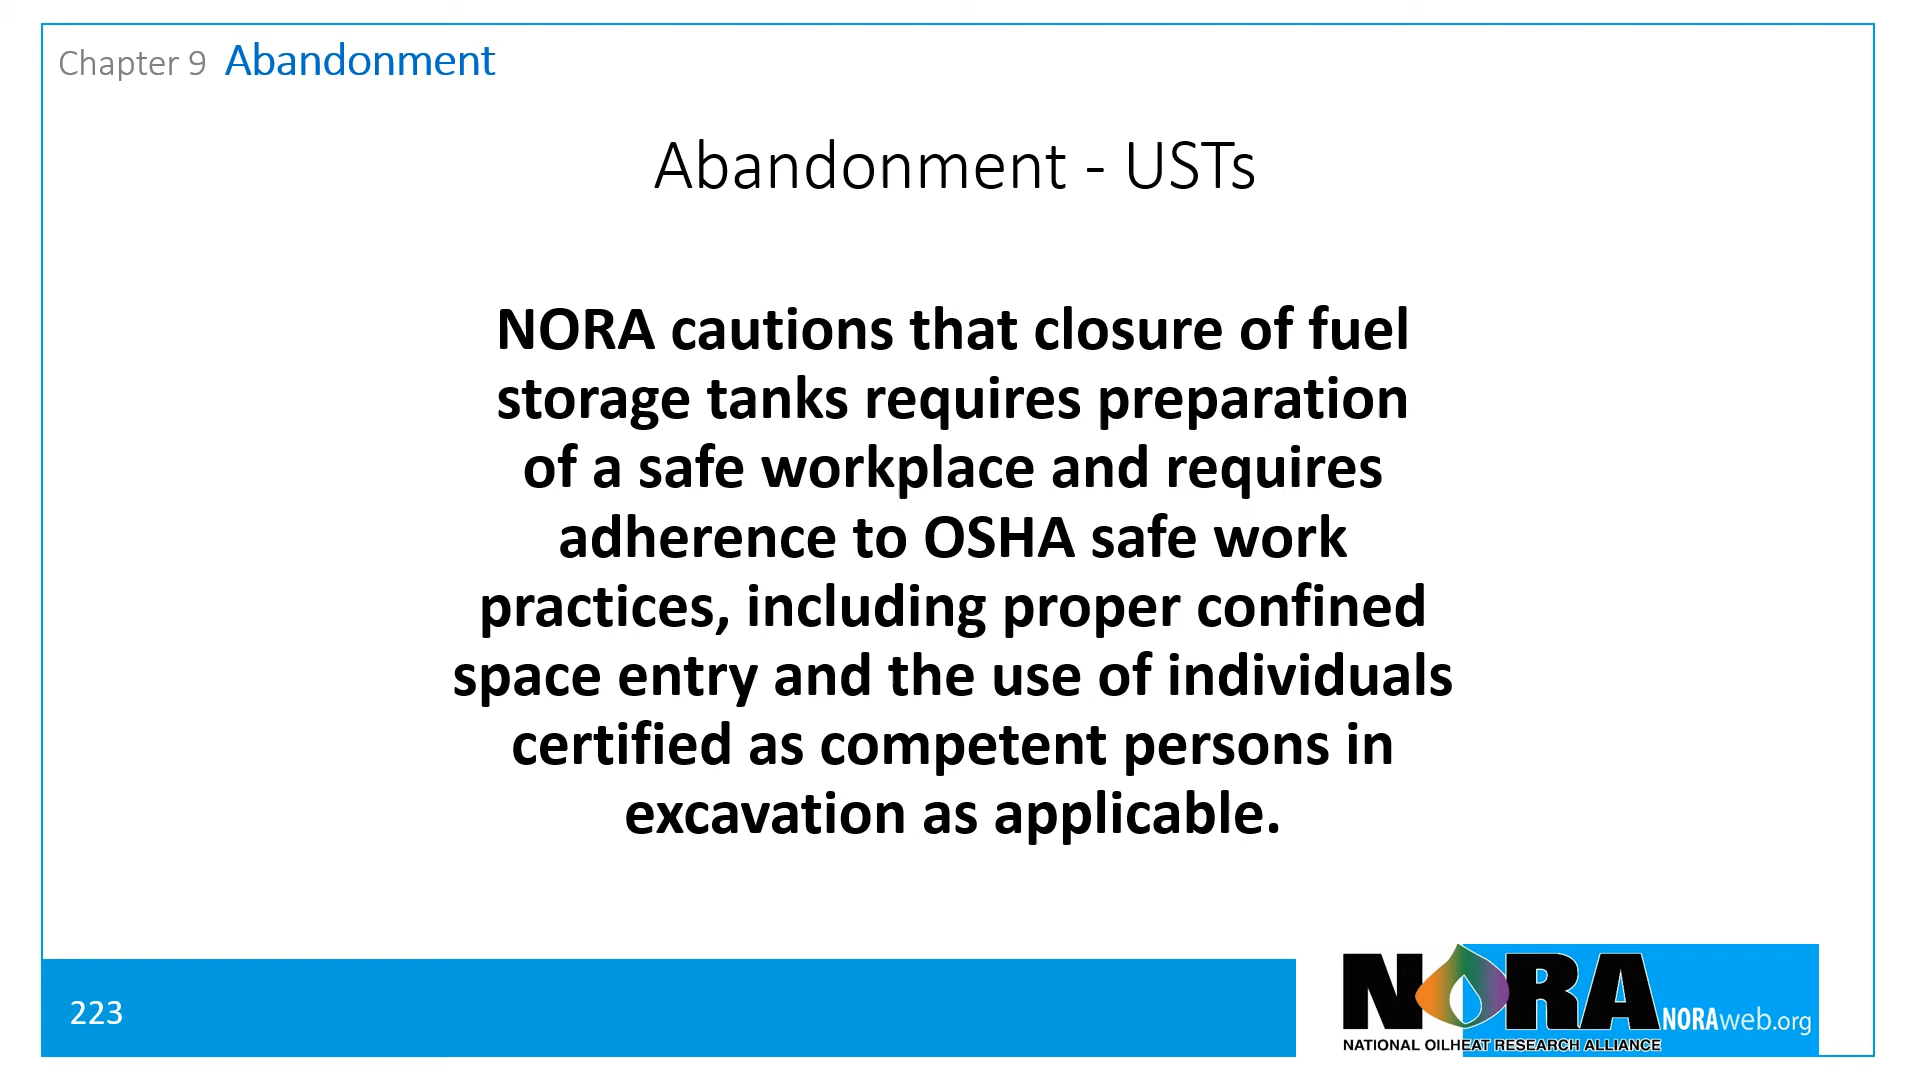 Chapter 9 Abandonment
Abandonment - USTs
NORA cautions that closure of fuel
storage tanks requires preparation
of a safe workplace and requires
adherence to OSHA safe work
practices, including proper confined
space entry and the use of individuals
certified as competent persons in
excavation as applicable.
223
NORA
NORAweb.org
NATIONAL OILHEAT RESEARCH ALLIANCE